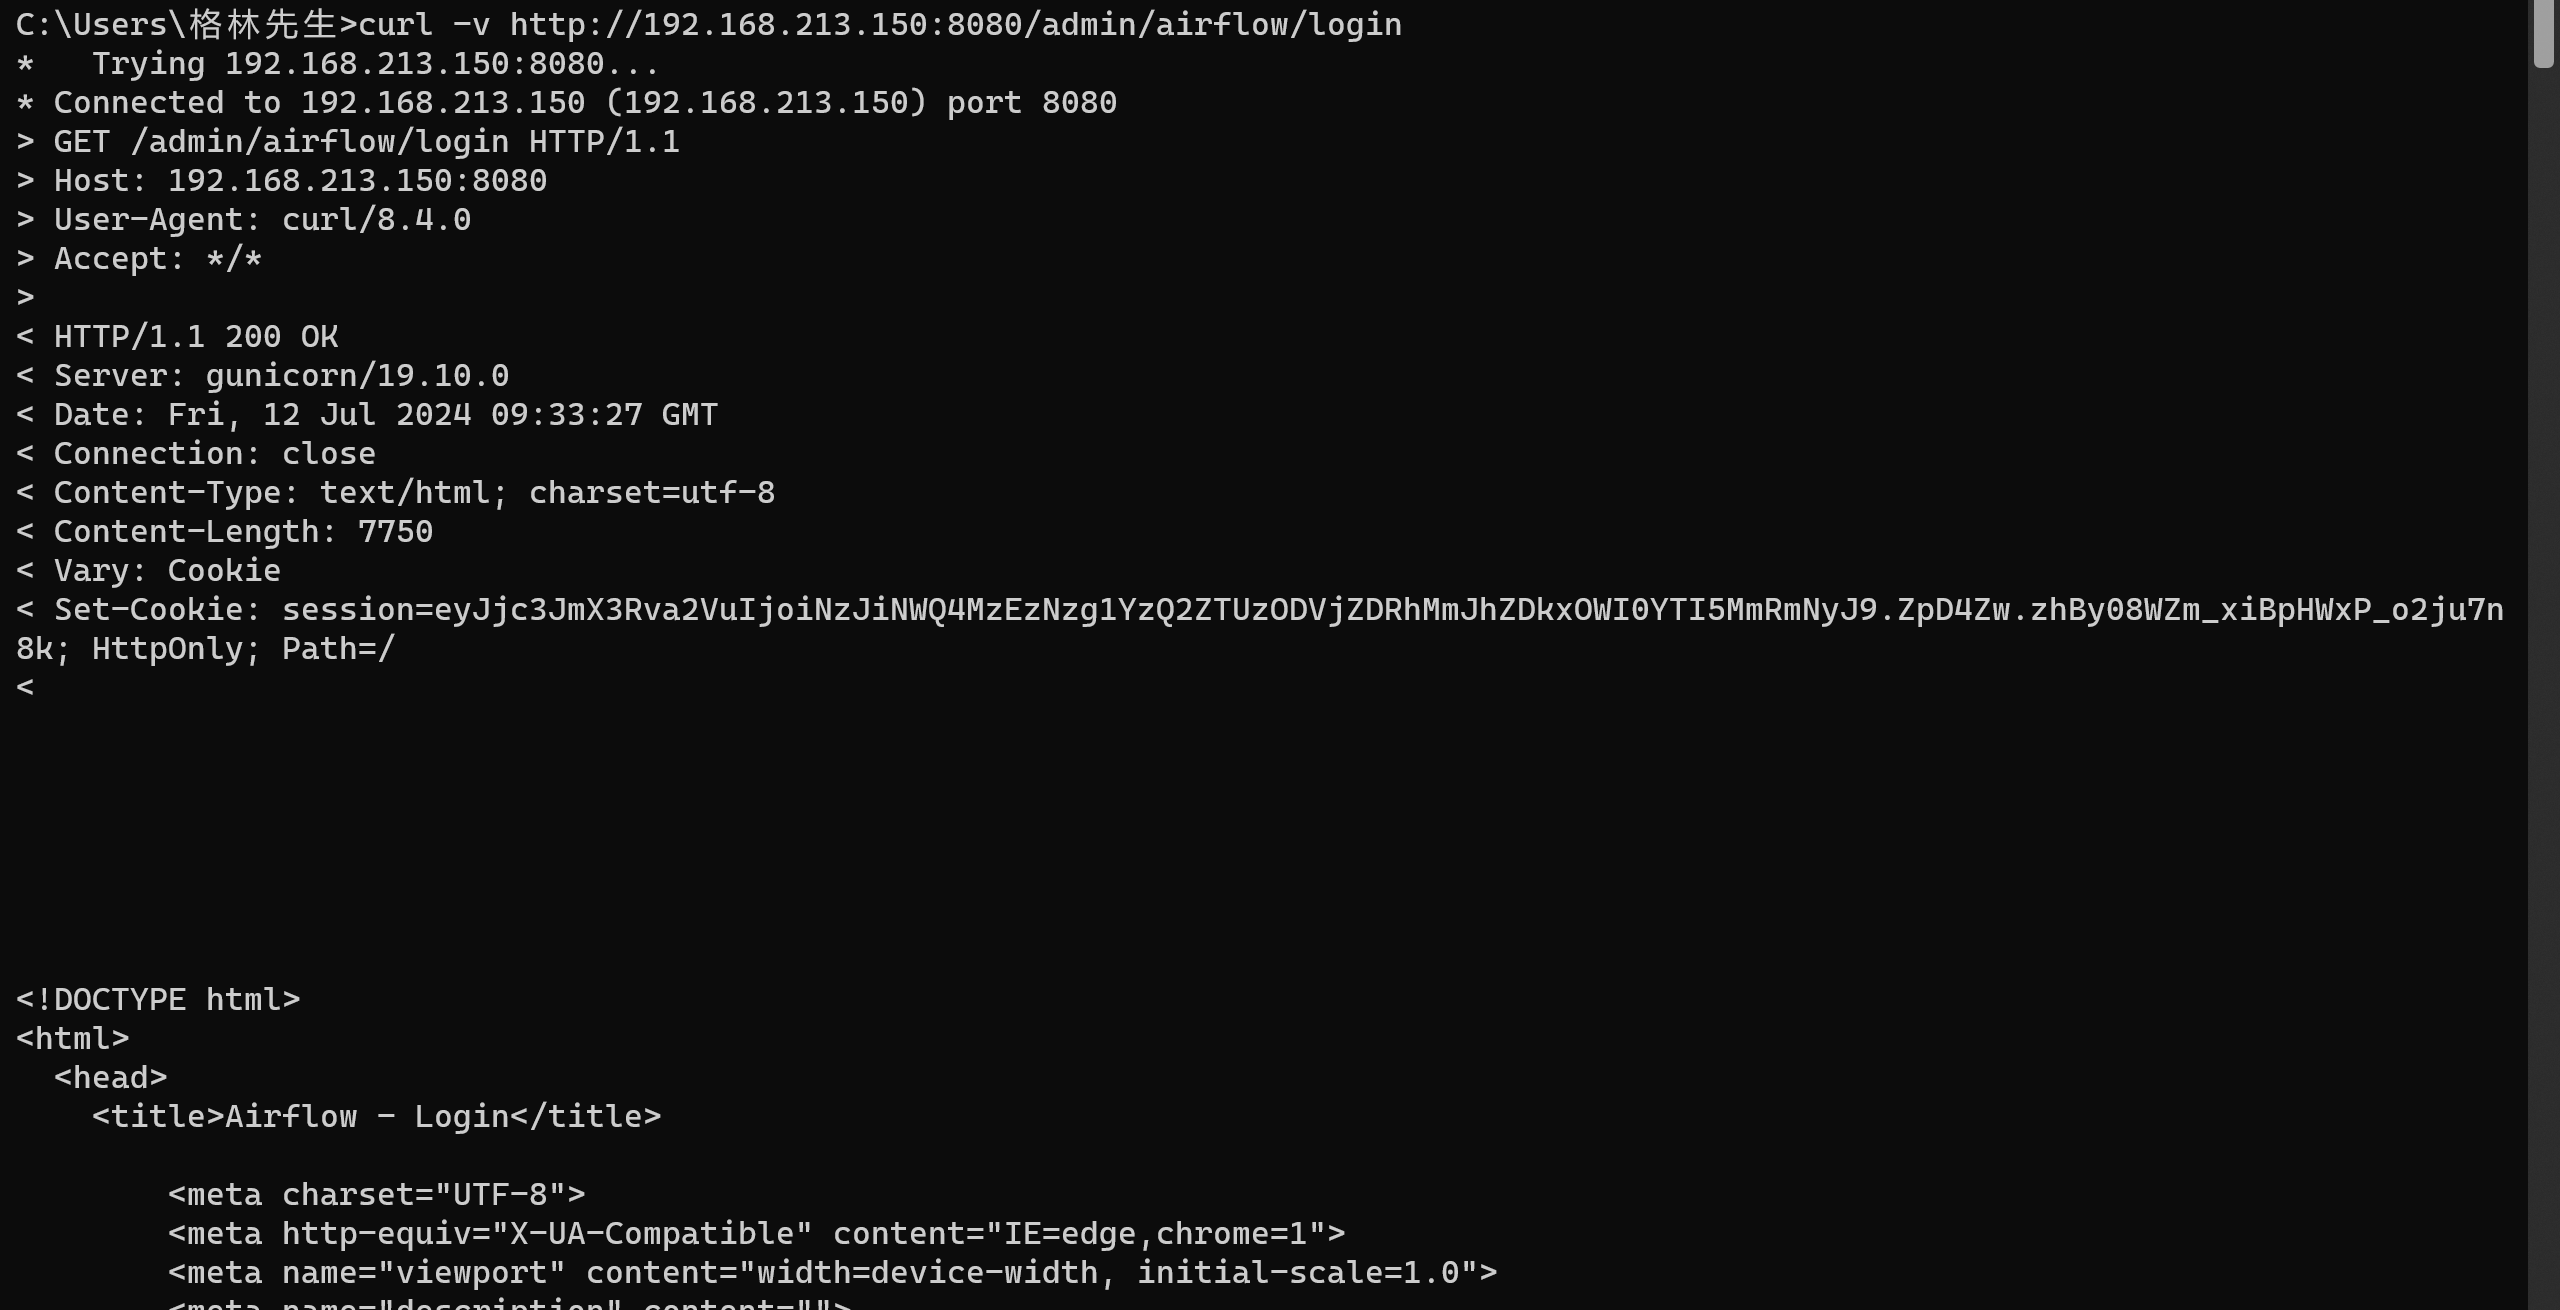 C:\Users\格林先生>curl -v http://192.168.213.150:8080/admin/airflow/login
*   Trying 192.168.213.150:8080...
* Connected to 192.168.213.150 (192.168.213.150) port 8080
> GET /admin/airflow/login HTTP/1.1
> Host: 192.168.213.150:8080
> User-Agent: curl/8.4.0
> Accept: */*
>
< HTTP/1.1 200 OK
< Server: gunicorn/19.10.0
< Date: Fri, 12 Jul 2024 09:33:27 GMT
< Connection: close
< Content-Type: text/html; charset=utf-8
< Content-Length: 7750
< Vary: Cookie
< Set-Cookie: session=eyJjc3JmX3Rva2VuIjoiNzJiNWQ4MzEzNzg1YzQ2ZTUzODVjZDRhMmJhZDkxOWI0YTI5MmRmNyJ9.ZpD4Zw.zhBy08WZm_xiBpHWxP_o2ju7n
8k; HttpOnly; Path=/
<
<!DOCTYPE html>
<html>
  <head>
    <title>Airflow - Login</title>
        <meta charset="UTF-8">
        <meta http-equiv="X-UA-Compatible" content="IE=edge,chrome=1">
        <meta name="viewport" content="width=device-width, initial-scale=1.0">
        <meta name="description" content="">